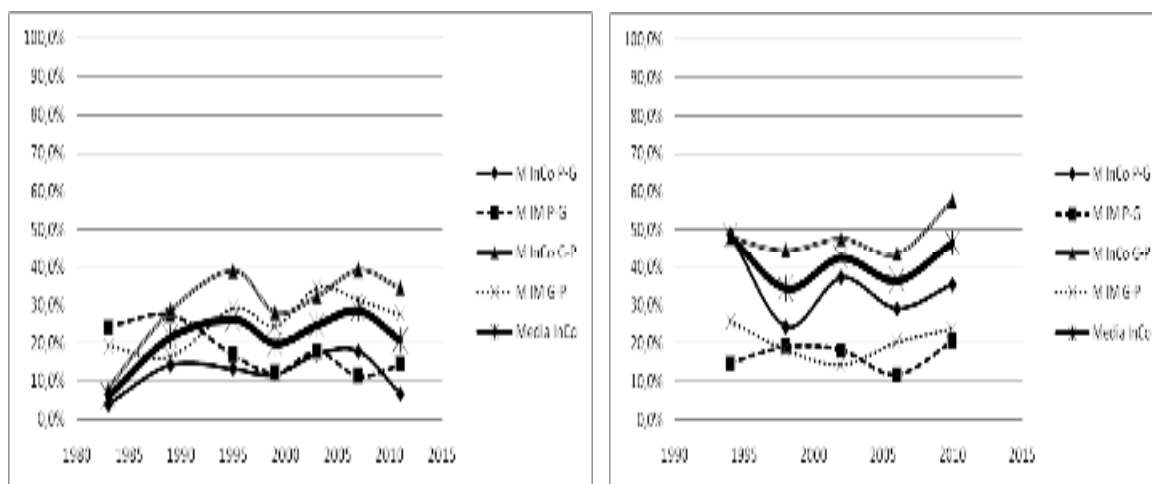 100,0%
90,0%
80,0%
70,0%
60,0%
50,0%
40,0%
30,0%
20,0%
10,0%
0,0%
1980 1985 1990 1995 2000 2005 2010 2015
M InCo P-G
M IM P-G
M InCo G-P
M IM G-P
Media InCo
100,0%
90,0%
80,0%
70,0%
60,0%
50,0%
40,0%
30,0%
20,0%
10,0%
0,0%
1990 1995 2000 2005 2010 2015
M InCo P-G
M IM P-G
M InCo G-P
M IM G-P
Media InCo